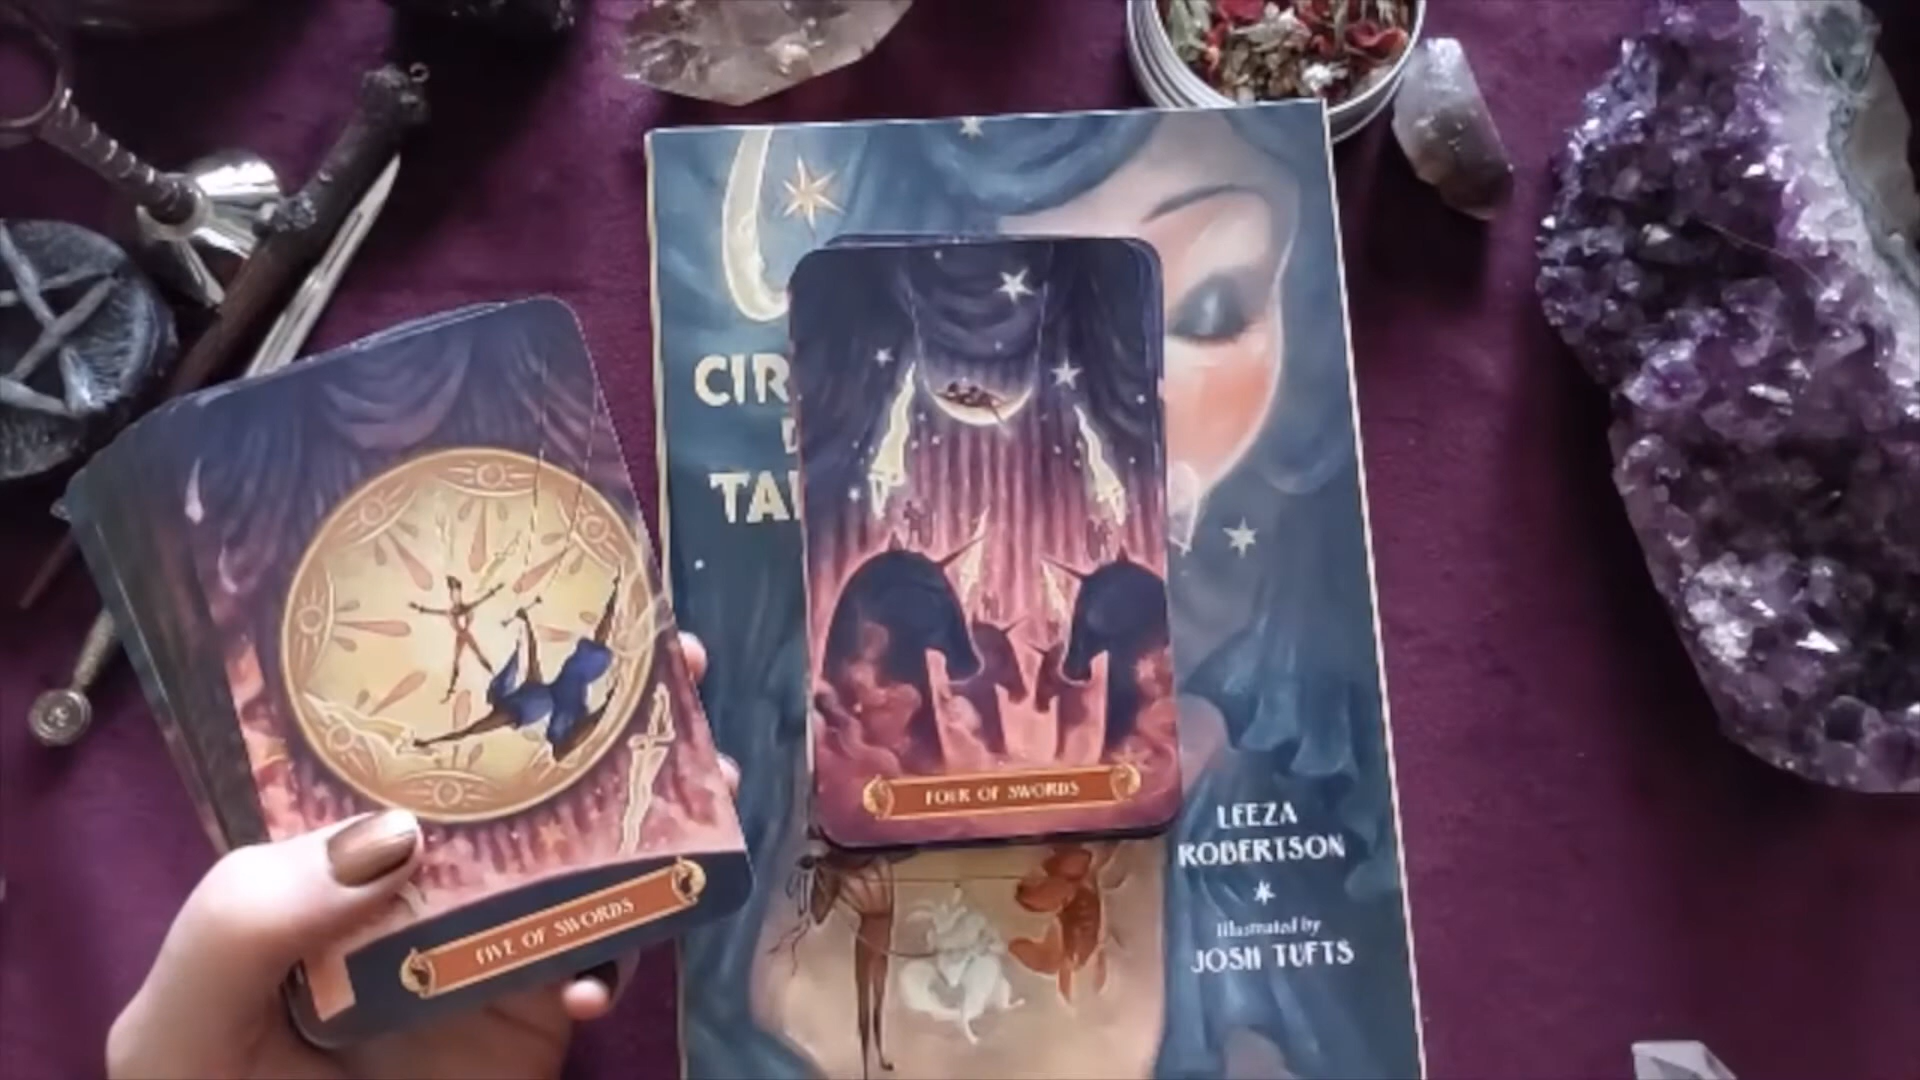 CIR
TA
FOUR OF SWORDS
FIVE OF SWORDS
LEEZA
ROBERTSON
Illustrated by
JOSH TUFTS